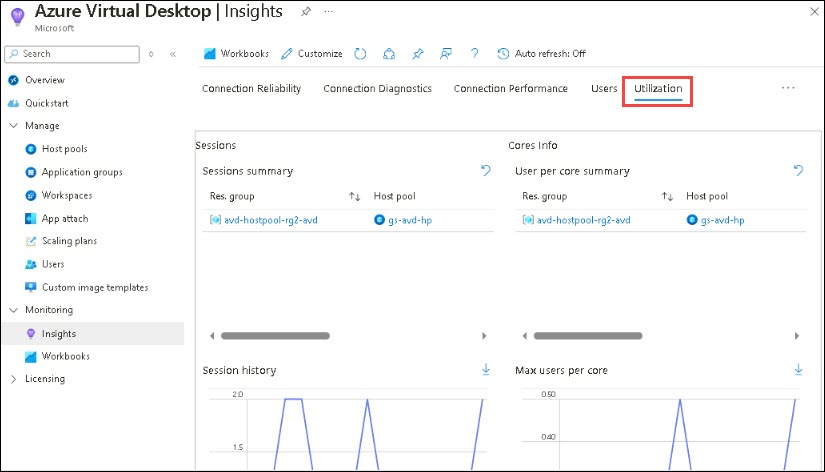 Azure Virtual Desktop | Insights
Microsoft
Search
Workbooks
Customize
Auto refresh: Off
Overview
Quickstart
Manage
Host pools
Application groups
Workspaces
App attach
Scaling plans
Users
Custom image templates
Monitoring
Insights
Workbooks
Licensing
Connection Reliability
Connection Diagnostics
Connection Performance
Users
Utilization
Sessions
Sessions summary
Res. group
Host pool
avd-hostpool-rg2-avd
gs-avd-hp
Session history
2.0
1.5
Cores Info
User per core summary
Res. group
Host pool
avd-hostpool-rg2-avd
gs-avd-hp
Max users per core
0.50
0.40